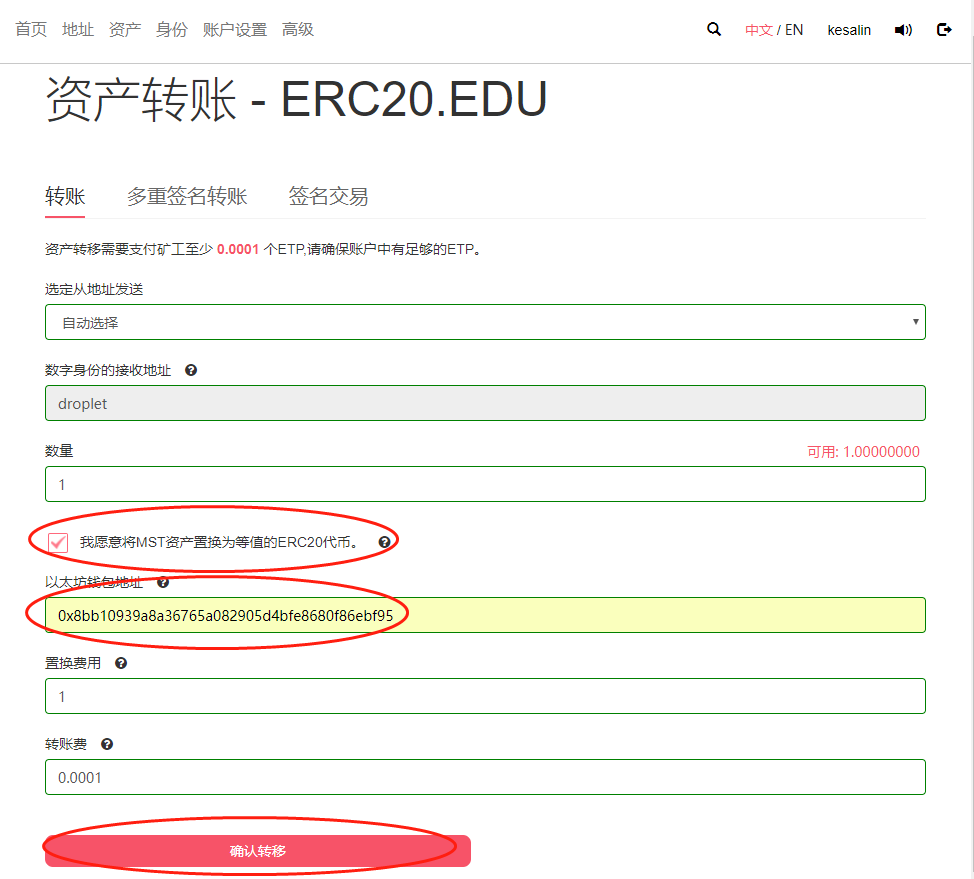 首页 地址 资产 身份 账户设置 高级 中文 / EN kesalin
资产转账 - ERC20.EDU
转账 多重签名转账 签名交易
资产转移需要支付矿工至少 0.0001 个ETP,请确保账户中有足够的ETP。
选定从地址发送
自动选择
数字身份的接收地址
droplet
数量 可用: 1.00000000
1
我愿意将MST资产置换为等值的ERC20代币。
以太坊钱包地址
0x8bb10939a8a36765a082905d4bfe8680f86ebf95
置换费用
1
转账费
0.0001
确认转移